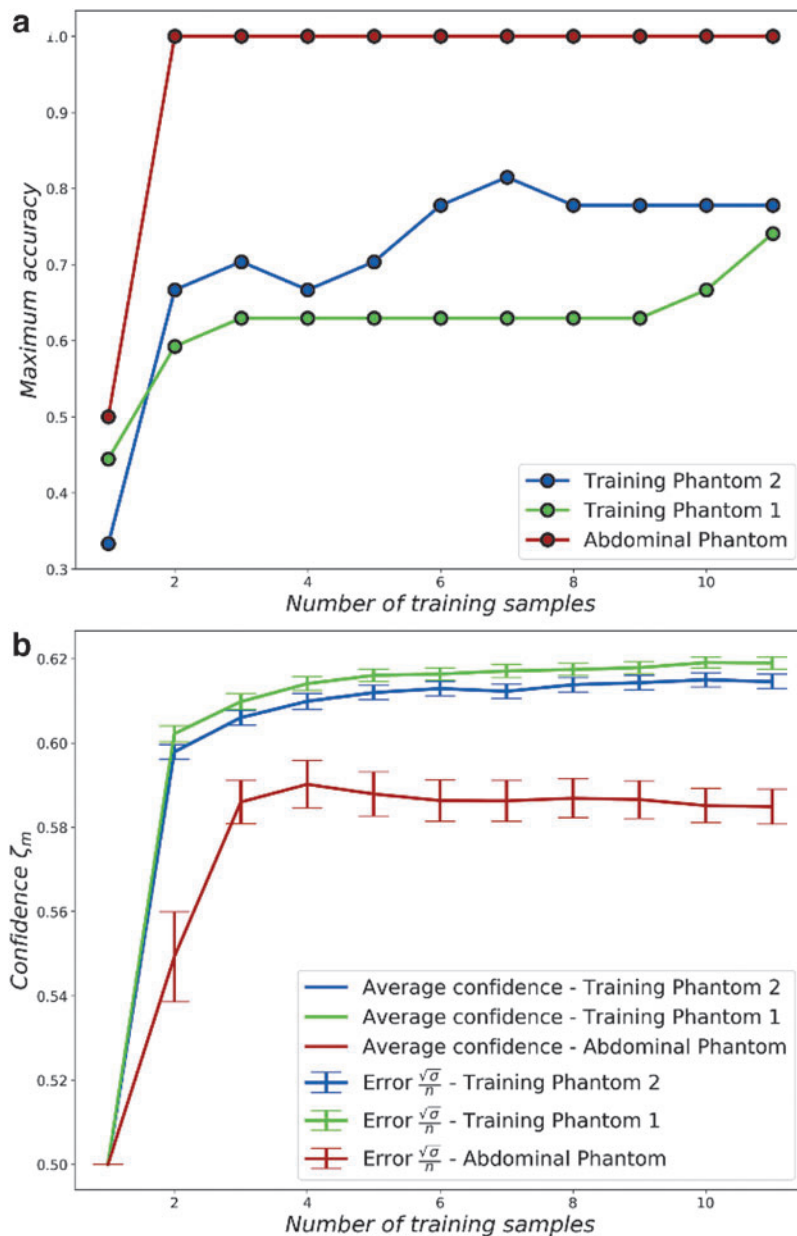 a
1.0
0.9
0.8
0.7
0.6
0.5
0.4
0.3
Maximum accuracy
2 4 6 8 10
Number of training samples
Training Phantom 2
Training Phantom 1
Abdominal Phantom
b
0.62
0.60
0.58
0.56
0.54
0.52
0.50
Confidence ζm
2 4 6 8 10
Number of training samples
Average confidence - Training Phantom 2
Average confidence - Training Phantom 1
Average confidence - Abdominal Phantom
Error √σ/n - Training Phantom 2
Error √σ/n - Training Phantom 1
Error √σ/n - Abdominal Phantom